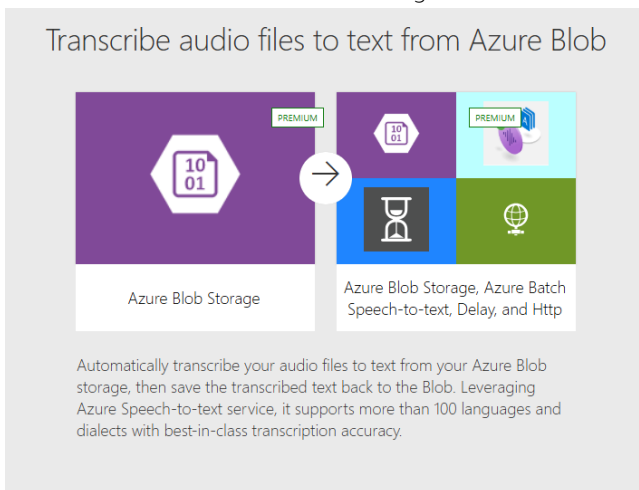 Transcribe audio files to text from Azure Blob
PREMIUM
10
01
Azure Blob Storage
10
01
PREMIUM
A
Azure Blob Storage, Azure Batch
Speech-to-text, Delay, and Http
Automatically transcribe your audio files to text from your Azure Blob
storage, then save the transcribed text back to the Blob. Leveraging
Azure Speech-to-text service, it supports more than 100 languages and
dialects with best-in-class transcription accuracy.